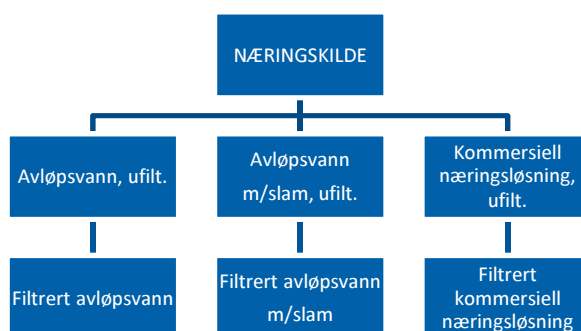 NÆRINGSKILDE
Avløpsvann, ufilt.
Avløpsvann
m/slam, ufilt.
Kommersiell
næringsløsning,
ufilt.
Filtrert avløpsvann
Filtrert avløpsvann
m/slam
Filtrert
kommersiell
næringsløsning